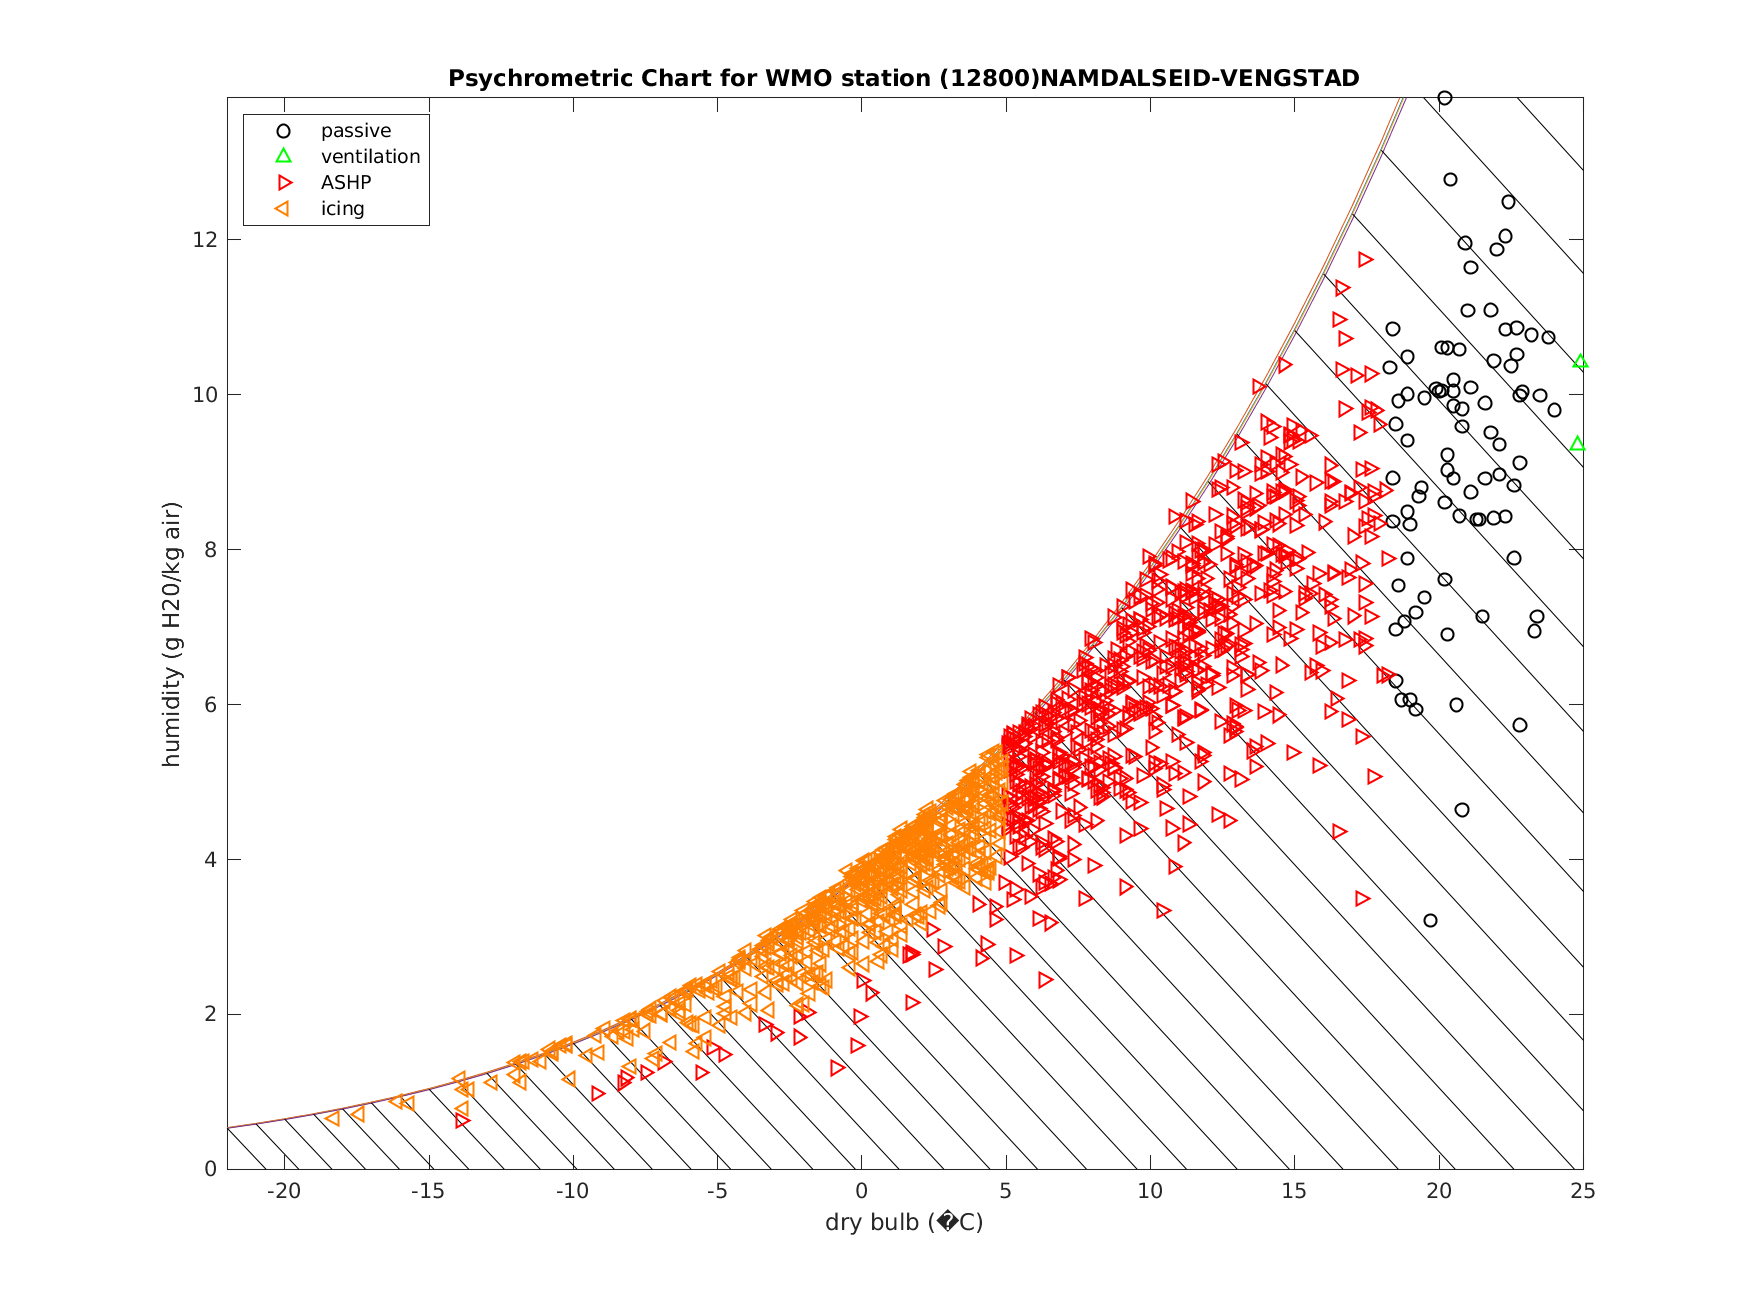 Psychrometric Chart for WMO station (12800)NAMDALSEID-VENGSTAD
passive
ventilation
ASHP
icing
humidity (g H20/kg air)
12
10
8
6
4
2
0
-20 -15 -10 -5 0 5 10 15 20 25
dry bulb (�C)